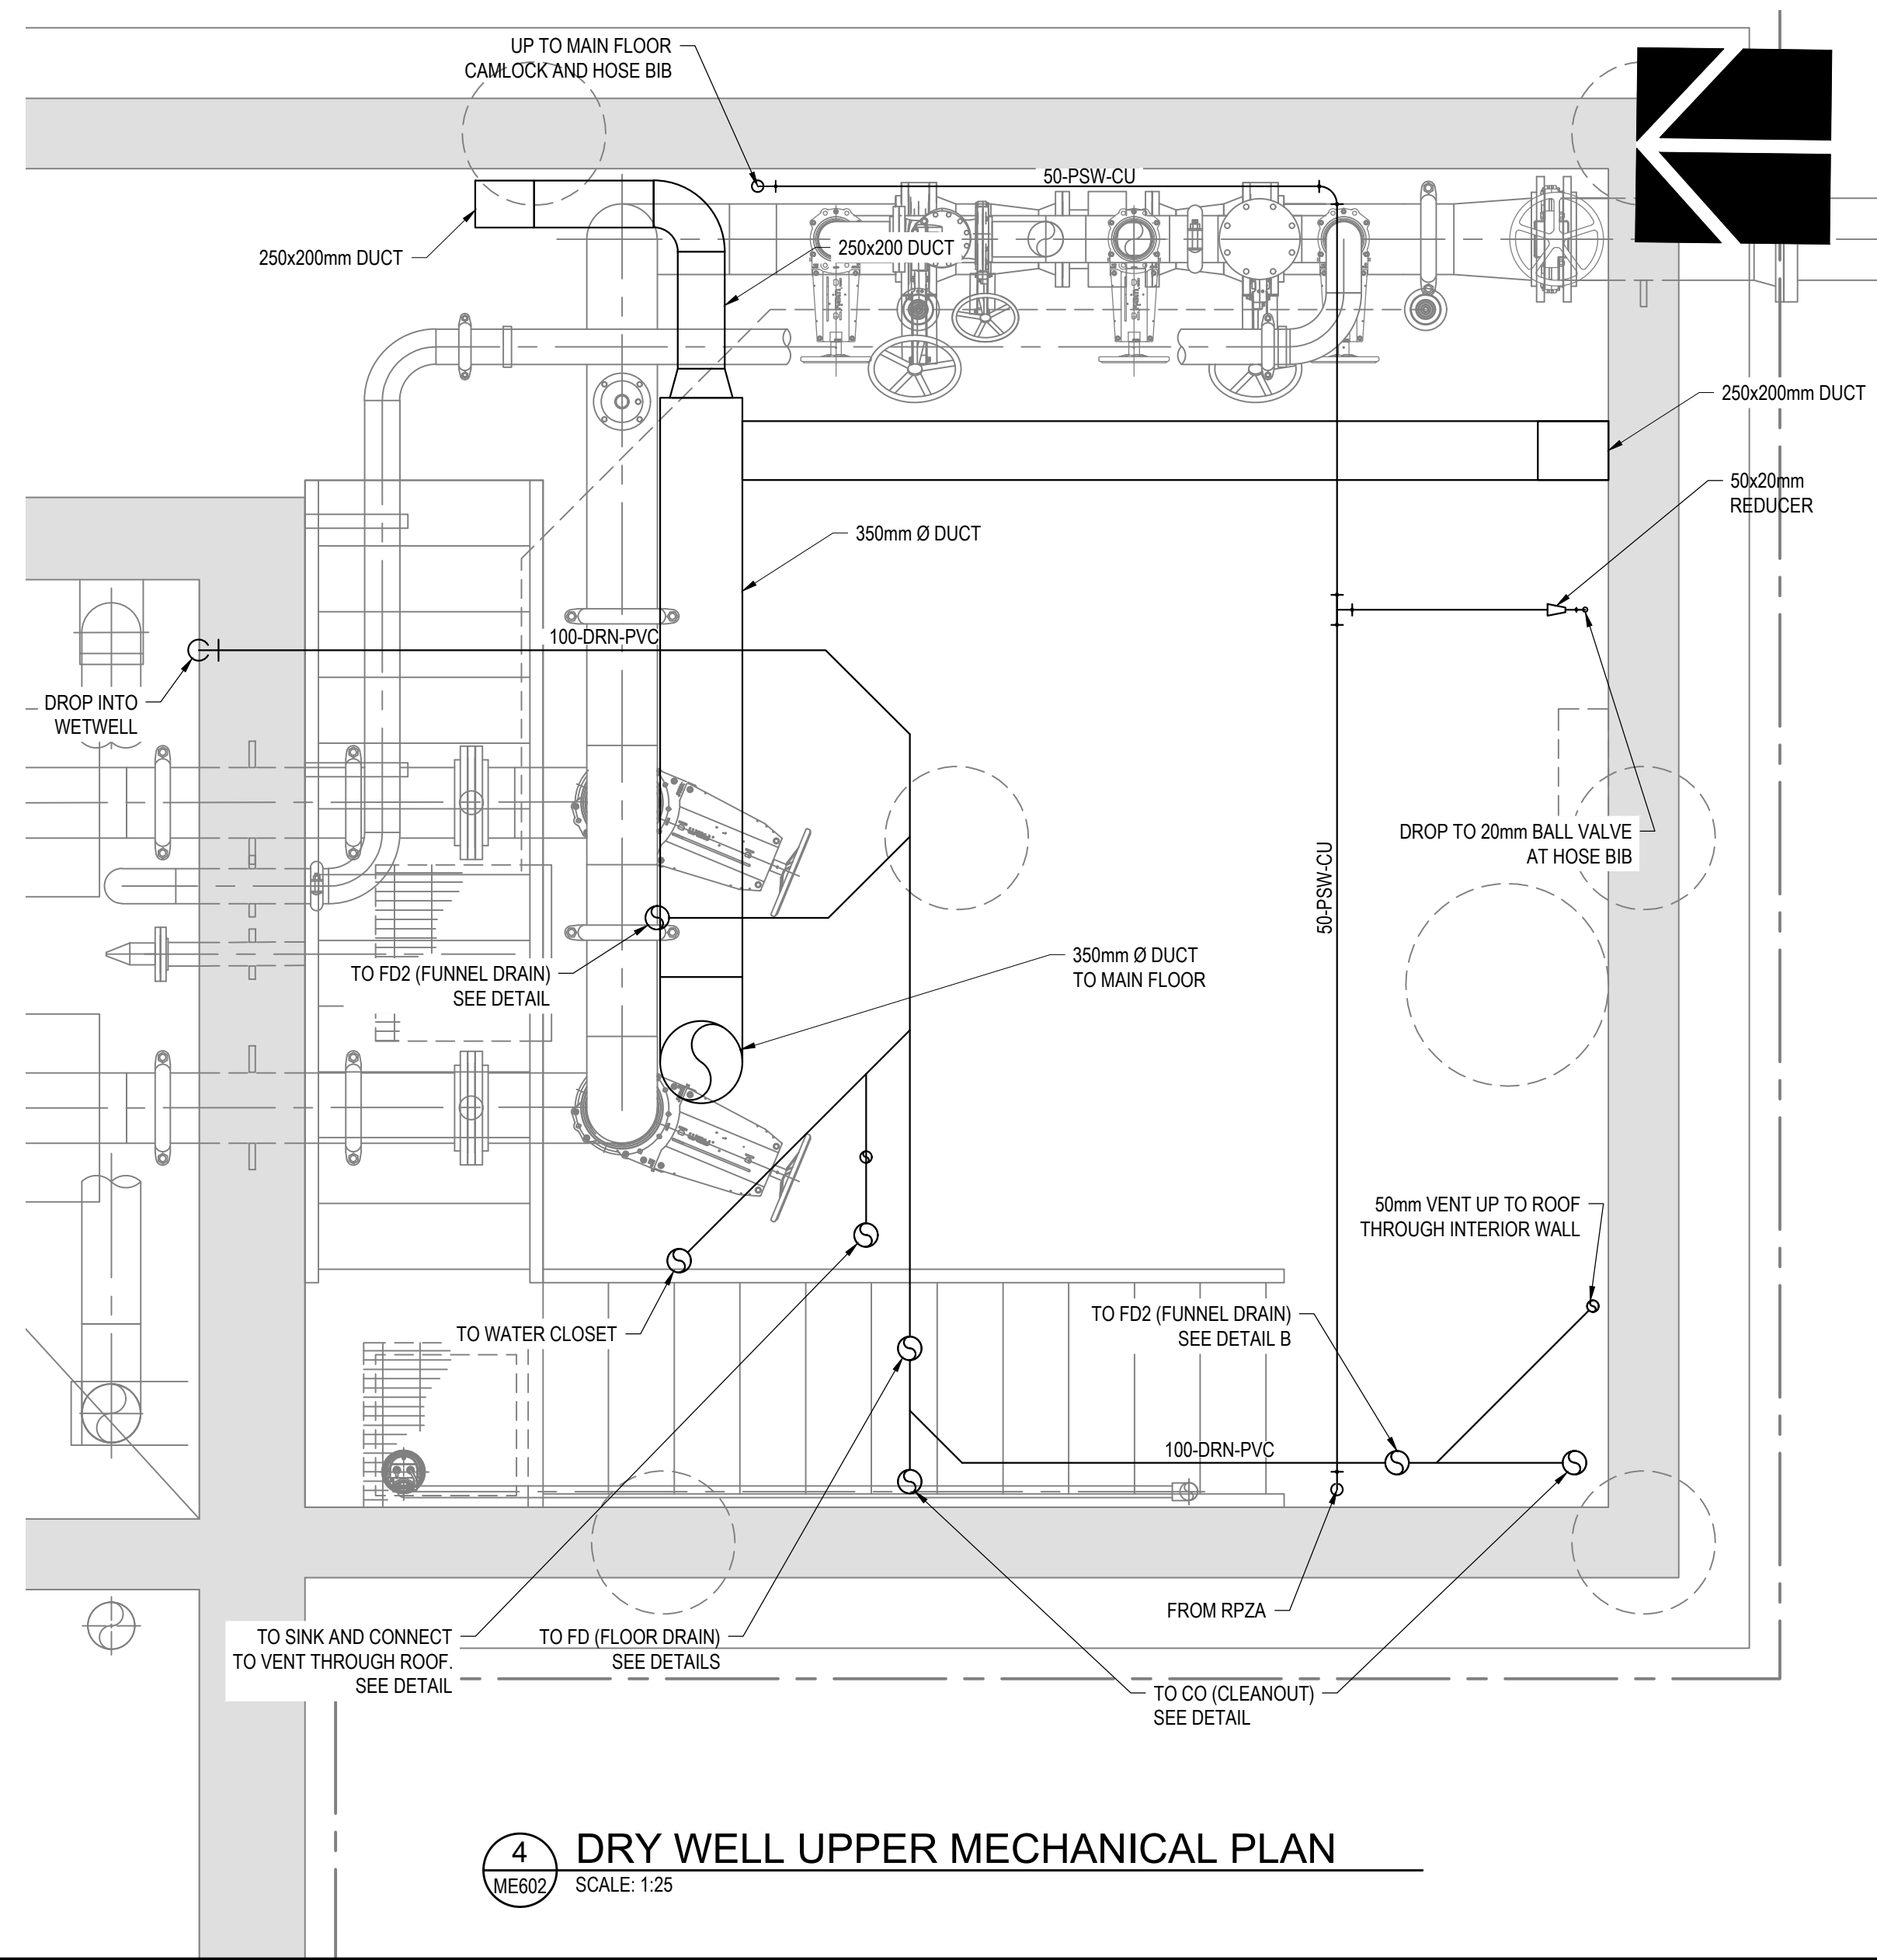 UP TO MAIN FLOOR
CAMLOCK AND HOSE BIB
50-PSW-CU
250x200mm DUCT
250x200 DUCT
250x200mm DUCT
50x20mm
REDUCER
350mm Ø DUCT
100-DRN-PVC
DROP INTO
WETWELL
DROP TO 20mm BALL VALVE
AT HOSE BIB
50-PSW-CU
TO FD2 (FUNNEL DRAIN)
SEE DETAIL
350mm Ø DUCT
TO MAIN FLOOR
50mm VENT UP TO ROOF
THROUGH INTERIOR WALL
TO WATER CLOSET
TO FD2 (FUNNEL DRAIN)
SEE DETAIL B
100-DRN-PVC
FROM RPZA
TO SINK AND CONNECT
TO VENT THROUGH ROOF.
SEE DETAIL
TO FD (FLOOR DRAIN)
SEE DETAILS
TO CO (CLEANOUT)
SEE DETAIL
4
ME602
DRY WELL UPPER MECHANICAL PLAN
SCALE: 1:25